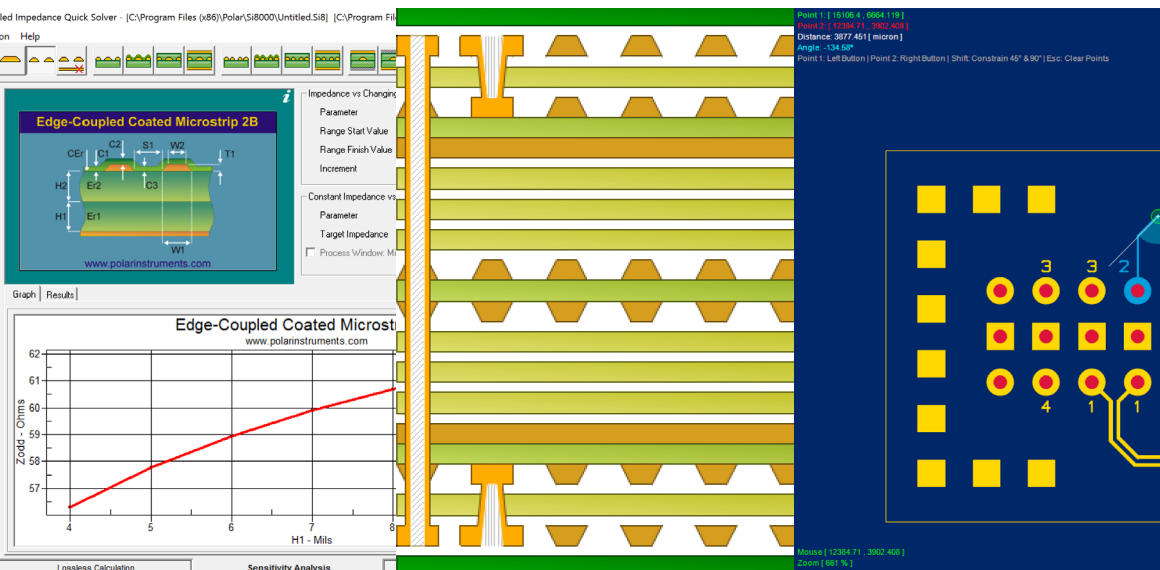 led Impedance Quick Solver - [C:\Program Files (x86)\Polar\Si8000\Untitled.Si8] [C:\Program Fil
on Help
i
Impedance vs Changing
Edge-Coupled Coated Microstrip 2B
Parameter
Range Start Value
Range Finish Value
Increment
CEr C1 C2 S1 W2 T1
H2 Er2 C3
H1 Er1
W1
www.polarinstruments.com
Constant Impedance vs
Parameter
Target Impedance
Process Window: M
Graph Results
Edge-Coupled Coated Microst
www.polarinstruments.com
Zodd - Ohms
62
61
60
59
58
57
4 5 6 7 8
H1 - Mils
Lossless Calculation Sensitivity Analysis
Point 1: [ 15106.4 , 6664.119 ]
Point 2: [ 12384.71 , 3902.408 ]
Distance: 3877.451 [ micron ]
Angle: -134.58°
Point 1: Left Button | Point 2: Right Button | Shift: Constrain 45° & 90° | Esc: Clear Points
3 3 2
4 1 1
Mouse [ 12384.71 , 3902.408 ]
Zoom [ 661 % ]